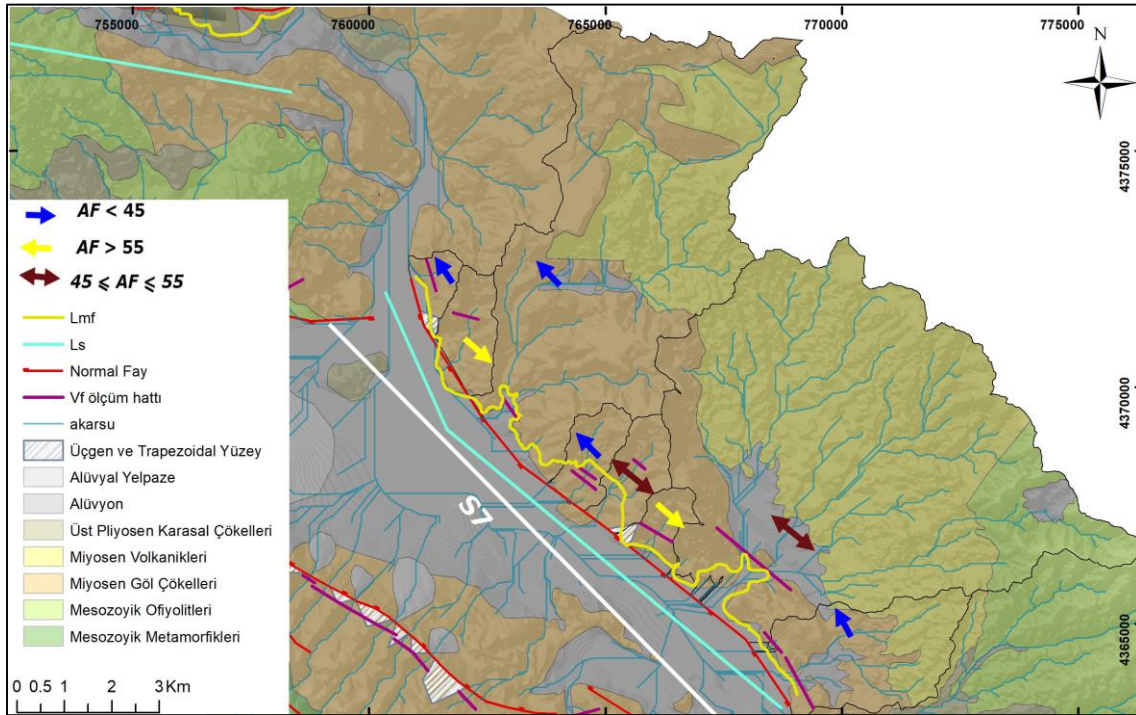 755000 760000 765000 770000 775000
N
4375000
4370000
4365000
AF < 45
AF > 55
45 ⩽ AF ⩽ 55
Lmf
Ls
Normal Fay
Vf ölçüm hattı
akarsu
Üçgen ve Trapezoidal Yüzey
Alüvyal Yelpaze
Alüvyon
Üst Pliyosen Karasal Çökelleri
Miyosen Volkanikleri
Miyosen Göl Çökelleri
Mesozoyik Ofiyolitleri
Mesozoyik Metamorfikleri
0 0.5 1 2 3 Km
S7